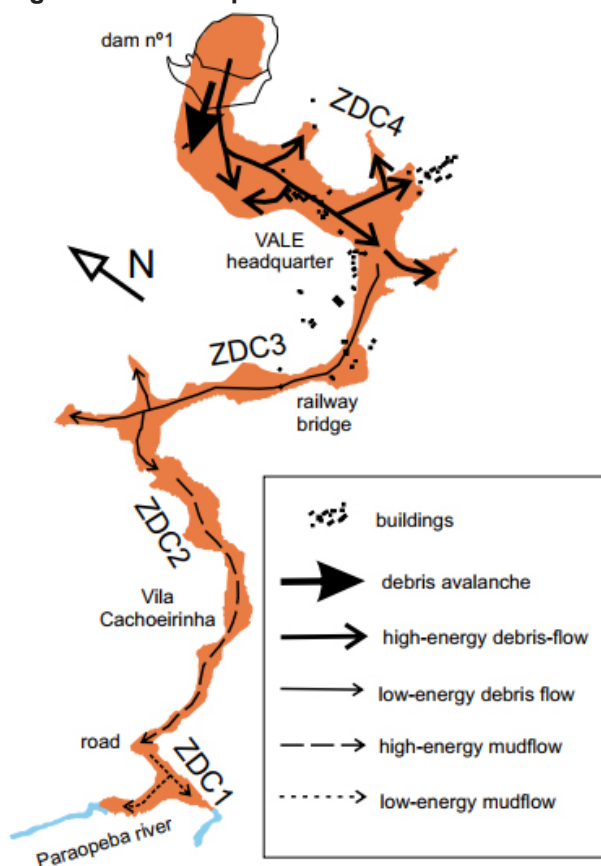 dam nº1
ZDC4
VALE
headquarter
N
ZDC3
railway
bridge
ZDC2
Vila
Cachoeirinha
road
ZDC1
Paraopeba river
buildings
debris avalanche
high-energy debris-flow
low-energy debris flow
high-energy mudflow
low-energy mudflow